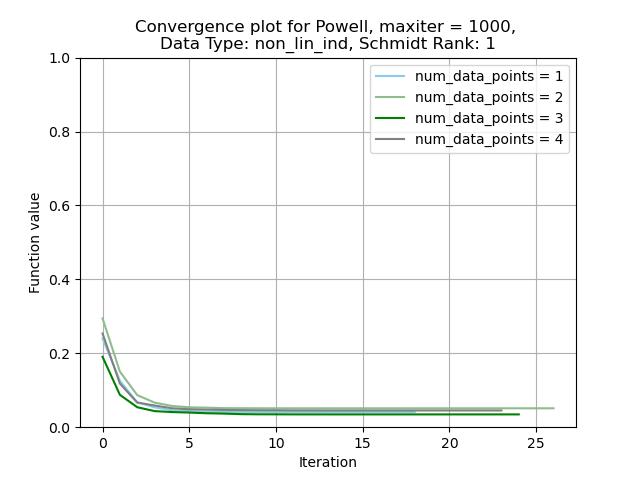 Convergence plot for Powell, maxiter = 1000,
Data Type: non_lin_ind, Schmidt Rank: 1
num_data_points = 1
num_data_points = 2
num_data_points = 3
num_data_points = 4
Function value
1.0
0.8
0.6
0.4
0.2
0.0
0 5 10 15 20 25
Iteration